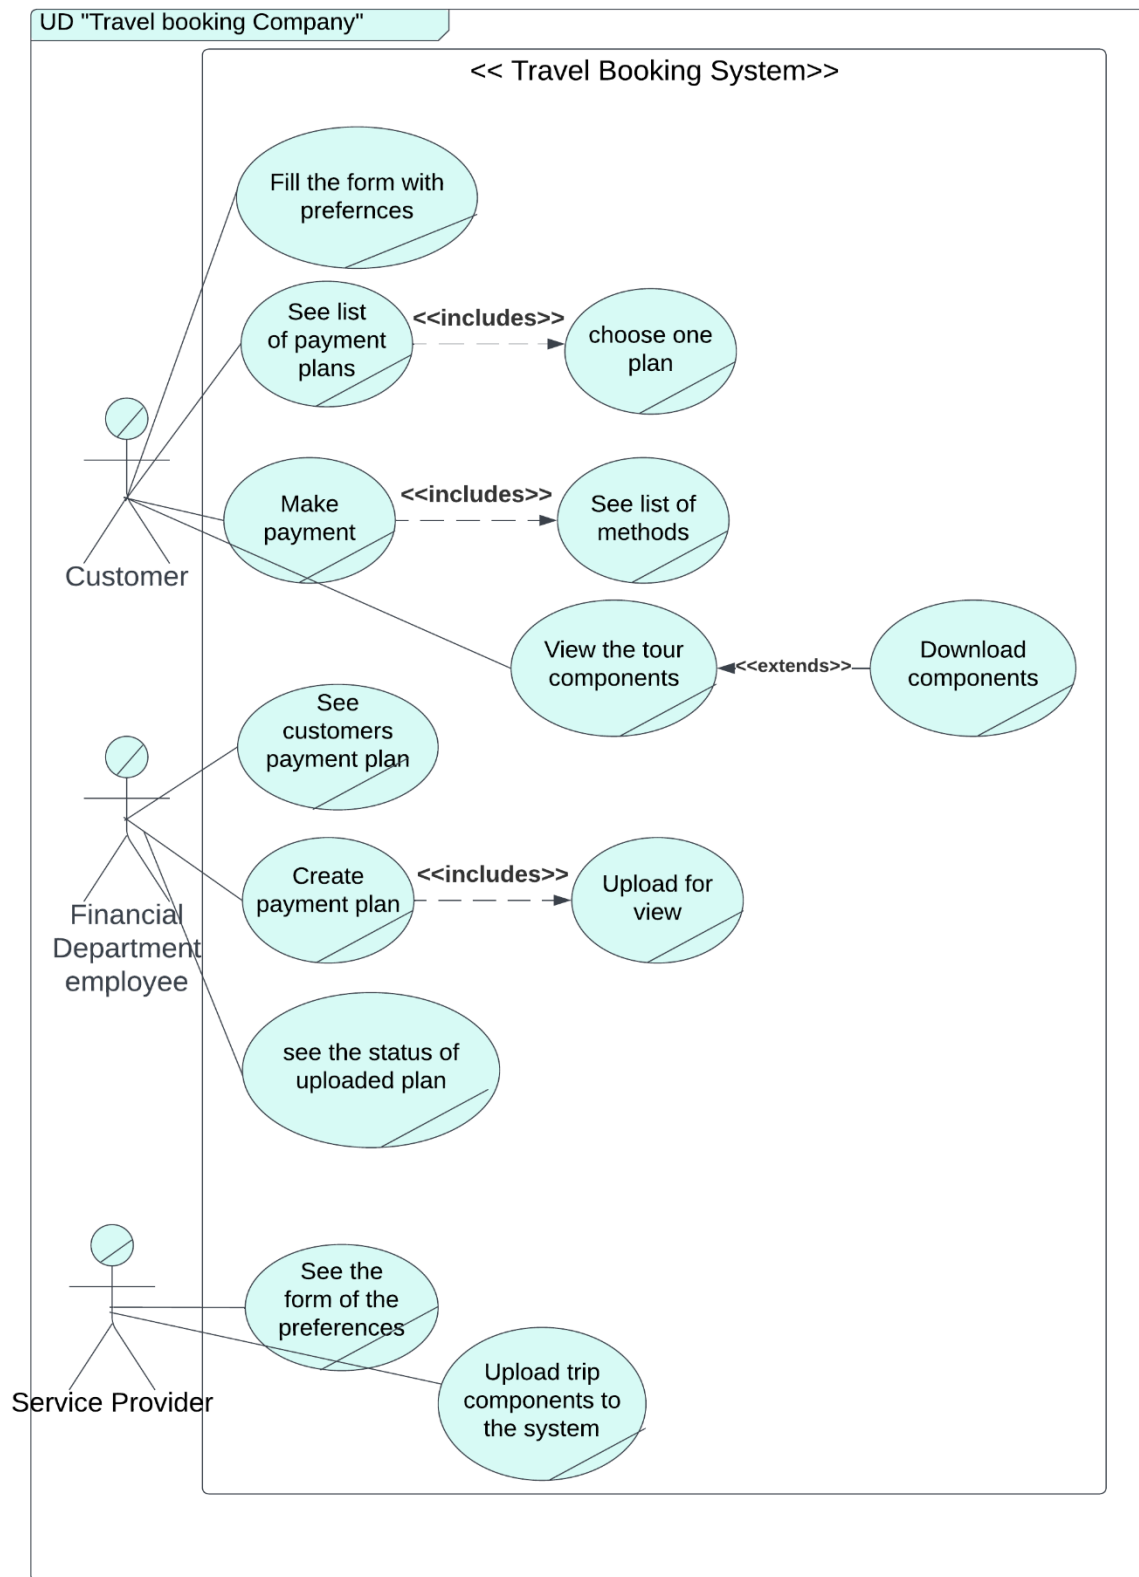 UD "Travel booking Company"
<< Travel Booking System>>
Fill the form with
prefernces
See list
of payment
plans
<<includes>>
choose one
plan
Customer
Make
payment
<<includes>>
See list of
methods
View the tour
components
<<extends>>
Download
components
Financial
Department
employee
See
customers
payment plan
Create
payment plan
<<includes>>
Upload for
view
see the status of
uploaded plan
Service Provider
See the
form of the
preferences
Upload trip
components to
the system